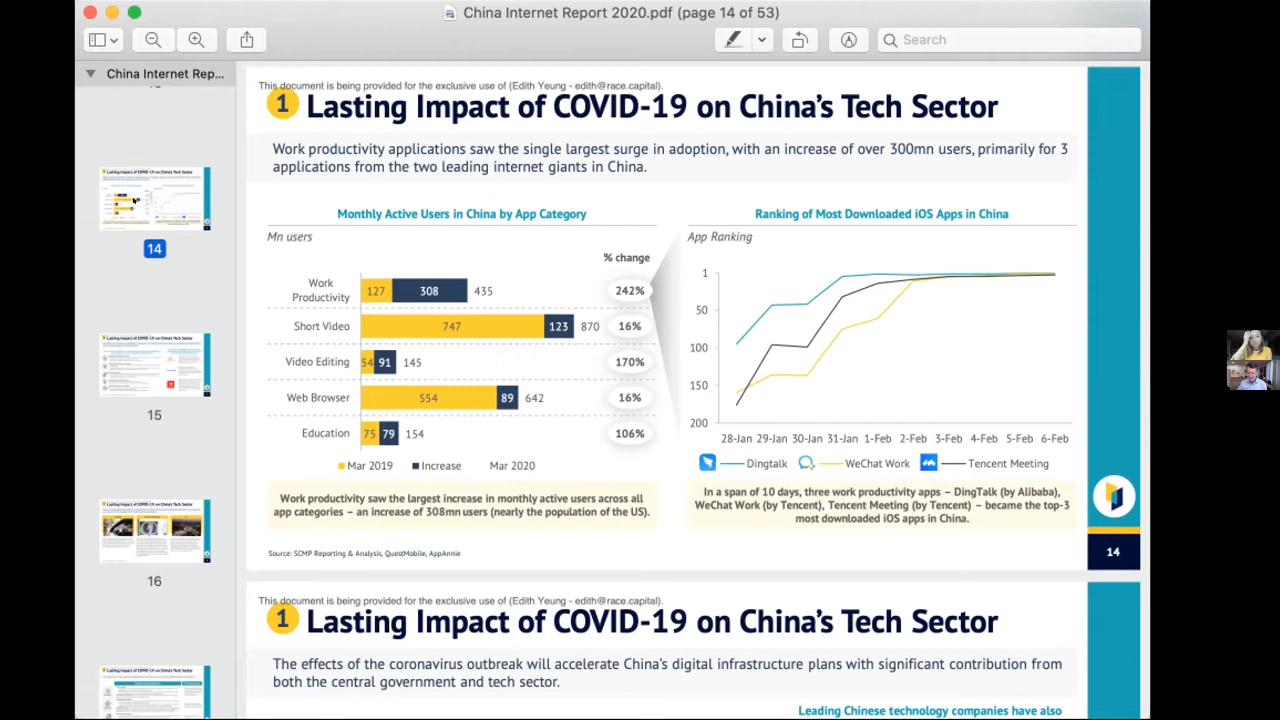 China Internet Report 2020.pdf (page 14 of 53)
Search
China Internet Rep...
14
15
16
This document is being provided for the exclusive use of (Edith Yeung - edith@race.capital).
1 Lasting Impact of COVID-19 on China's Tech Sector
Work productivity applications saw the single largest surge in adoption, with an increase of over 300mn users, primarily for 3
applications from the two leading internet giants in China.
Monthly Active Users in China by App Category
Mn users
% change
Work
Productivity
127 308 435 242%
Short Video 747 123 870 16%
Video Editing 54 91 145 170%
Web Browser 554 89 642 16%
Education 75 79 154 106%
Mar 2019 Increase Mar 2020
Work productivity saw the largest increase in monthly active users across all
app categories – an increase of 308mn users (nearly the population of the US).
Ranking of Most Downloaded iOS Apps in China
App Ranking
1
50
100
150
200
28-Jan 29-Jan 30-Jan 31-Jan 1-Feb 2-Feb 3-Feb 4-Feb 5-Feb 6-Feb
Dingtalk WeChat Work Tencent Meeting
In a span of 10 days, three work productivity apps – DingTalk (by Alibaba),
WeChat Work (by Tencent), Tencent Meeting (by Tencent) – became the top-3
most downloaded iOS apps in China.
Source: SCMP Reporting & Analysis, QuestMobile, AppAnnie
14
This document is being provided for the exclusive use of (Edith Yeung - edith@race.capital).
1 Lasting Impact of COVID-19 on China's Tech Sector
The effects of the coronavirus outbreak will accelerate China's digital infrastructure plan with significant contribution from
both the central government and tech sector.
Leading Chinese technology companies have also